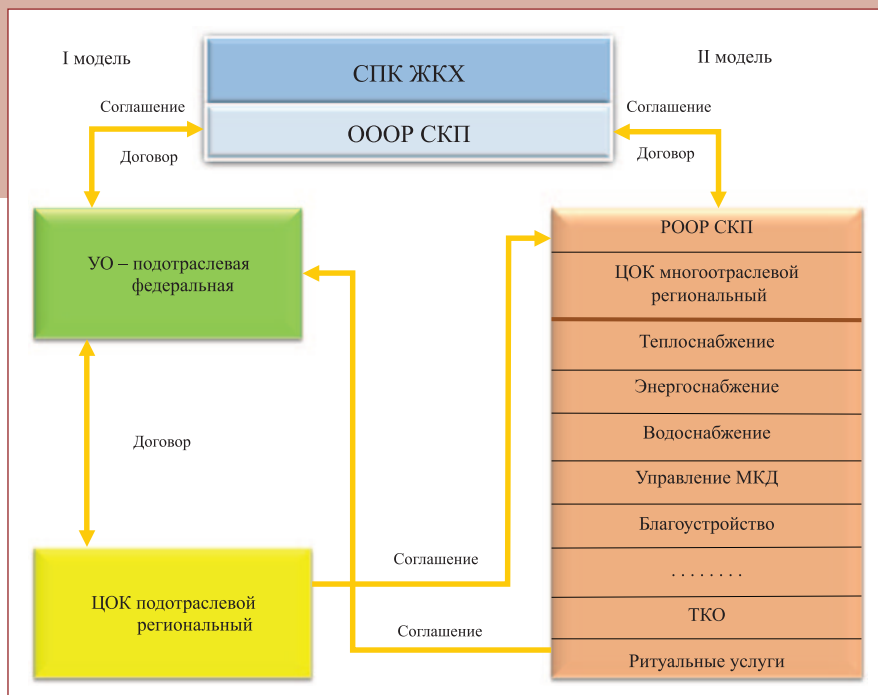 I модель
СПК ЖКХ
II модель
Соглашение
ОООР СКП
Соглашение
Договор
Договор
УО – подотраслевая
федеральная
РООР СКП
ЦОК многоотраслевой
региональный
Теплоснабжение
Энергоснабжение
Водоснабжение
Договор
Управление МКД
Благоустройство
Соглашение
. . . . . . . .
ЦОК подотраслевой
региональный
ТКО
Соглашение
Ритуальные услуги